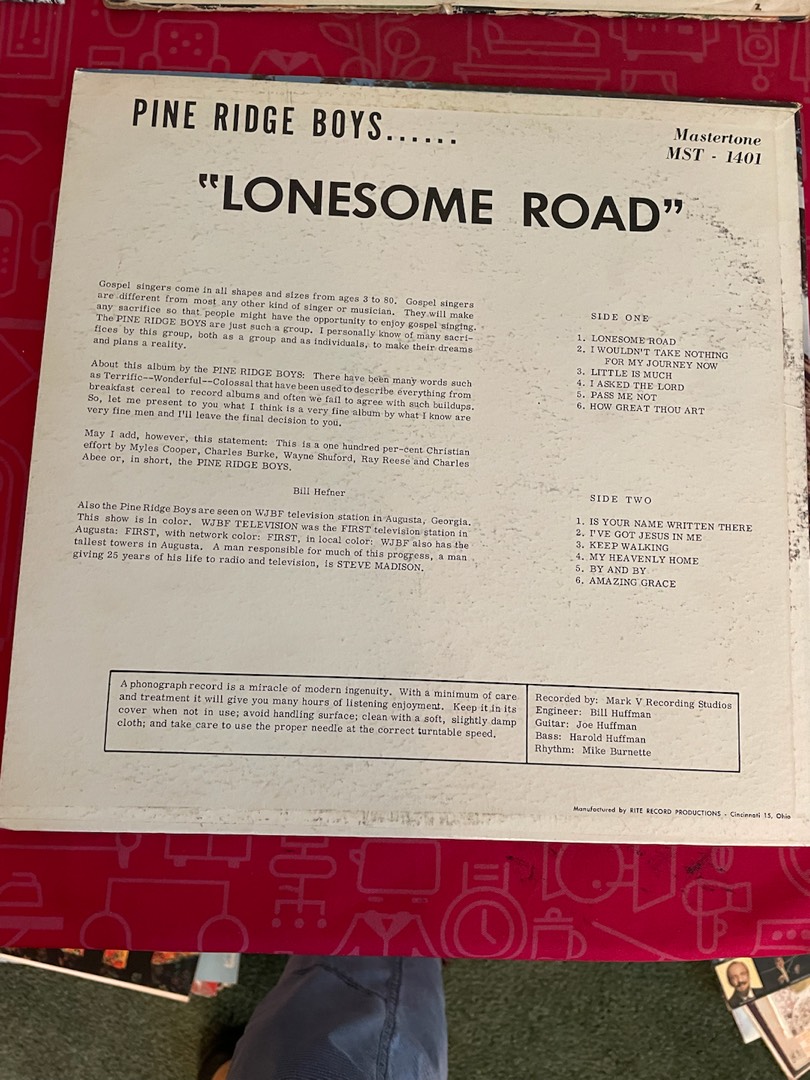 PINE RIDGE BOYS......
Mastertone
MST - 1401
"LONESOME ROAD"
Gospel singers come in all shapes and sizes from ages 3 to 80. Gospel singers
are different from most any other kind of singer or musician. They will make
any sacrifice so that people might have the opportunity to enjoy gospel singing.
The PINE RIDGE BOYS are just such a group. I personally know of many sacri-
fices by this group, both as a group and as individuals, to make their dreams
and plans a reality.
About this album by the PINE RIDGE BOYS: There have been many words such
as Terrific--Wonderful--Colossal that have been used to describe everything from
breakfast cereal to record albums and often we fail to agree with such buildups.
So, let me present to you what I think is a very fine album by what I know are
very fine men and I'll leave the final decision to you.
May I add, however, this statement: This is a one hundred per-cent Christian
effort by Myles Cooper, Charles Burke, Wayne Shuford, Ray Reese and Charles
Abee or, in short, the PINE RIDGE BOYS.
Bill Hefner
Also the Pine Ridge Boys are seen on WJBF television station in Augusta, Georgia.
This show is in color. WJBF TELEVISION was the FIRST television station in
Augusta: FIRST, with network color: FIRST, in local color: WJBF also has the
tallest towers in Augusta. A man responsible for much of this progress, a man
giving 25 years of his life to radio and television, is STEVE MADISON.
SIDE ONE
1. LONESOME ROAD
2. I WOULDN'T TAKE NOTHING
FOR MY JOURNEY NOW
3. LITTLE IS MUCH
4. I ASKED THE LORD
5. PASS ME NOT
6. HOW GREAT THOU ART
SIDE TWO
1. IS YOUR NAME WRITTEN THERE
2. I'VE GOT JESUS IN ME
3. KEEP WALKING
4. MY HEAVENLY HOME
5. BY AND BY
6. AMAZING GRACE
A phonograph record is a miracle of modern ingenuity. With a minimum of care
and treatment it will give you many hours of listening enjoyment. Keep it in its
cover when not in use; avoid handling surface; clean with a soft, slightly damp
cloth; and take care to use the proper needle at the correct turntable speed.
Recorded by: Mark V Recording Studios
Engineer: Bill Huffman
Guitar: Joe Huffman
Bass: Harold Huffman
Rhythm: Mike Burnette
Manufactured by RITE RECORD PRODUCTIONS - Cincinnati 15, Ohio